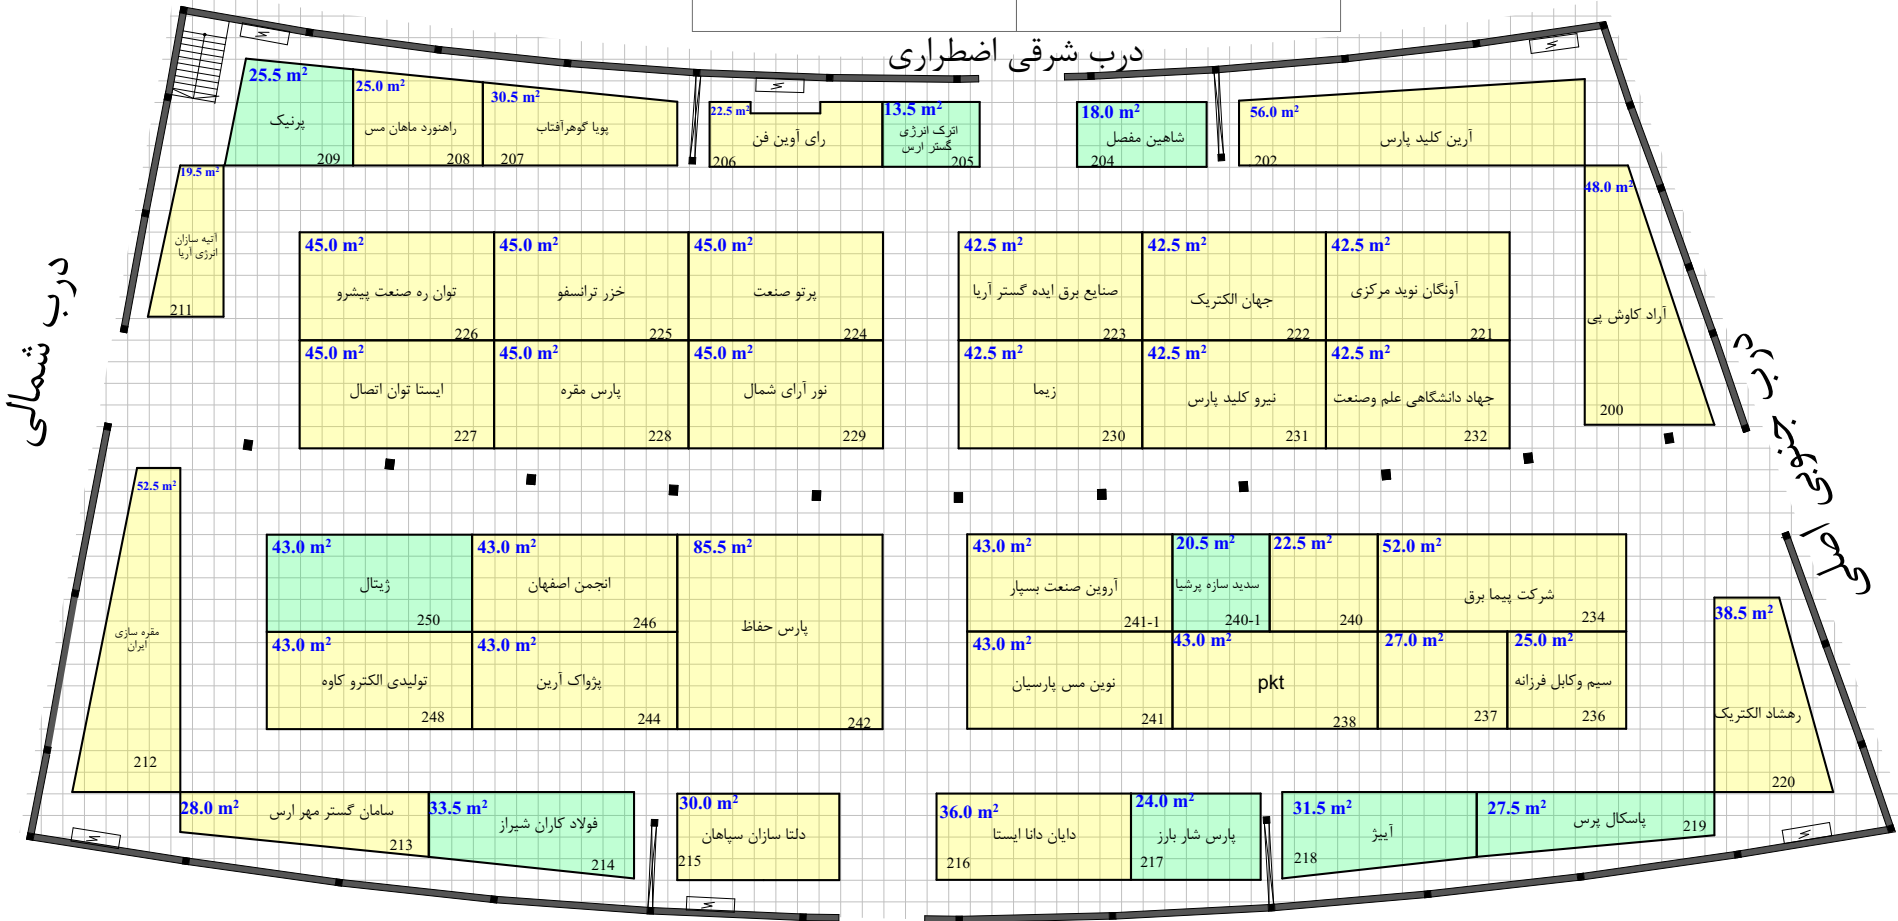 درب شرقی اضطراری
25.5 m²
پرنیک
209
25.0 m²
راهنورد ماهان مس
208
30.5 m²
پویا گوهرآفتاب
207
22.5 m²
رای آوین فن
206
13.5 m²
اترک انرژی
گستر ارس
205
18.0 m²
شاهین مفصل
204
56.0 m²
آرین کلید پارس
202
19.5 m²
آتیه سازان
انرژی آریا
211
48.0 m²
آراد کاوش پی
200
درب شمالی
درب جنوبی اصلی
45.0 m²
توان ره صنعت پیشرو
226
45.0 m²
خزر ترانسفو
225
45.0 m²
پرتو صنعت
224
42.5 m²
صنایع برق ایده گستر آریا
223
42.5 m²
جهان الکتریک
222
42.5 m²
آونگان نوید مرکزی
221
45.0 m²
ایستا توان اتصال
227
45.0 m²
پارس مقره
228
45.0 m²
نور آرای شمال
229
42.5 m²
زیما
230
42.5 m²
نیرو کلید پارس
231
42.5 m²
جهاد دانشگاهی علم وصنعت
232
52.5 m²
مقره سازی
ایران
212
43.0 m²
ژیتال
250
43.0 m²
انجمن اصفهان
246
85.5 m²
پارس حفاظ
242
43.0 m²
آروین صنعت بسپار
241-1
20.5 m²
سدید سازه پرشیا
240-1
22.5 m²
240
52.0 m²
شرکت پیما برق
234
43.0 m²
تولیدی الکترو کاوه
248
43.0 m²
پژواک آرین
244
43.0 m²
نوین مس پارسیان
241
43.0 m²
pkt
238
27.0 m²
237
25.0 m²
سیم وکابل فرزانه
236
38.5 m²
رهشاد الکتریک
220
28.0 m²
سامان گستر مهر ارس
213
33.5 m²
فولاد کاران شیراز
214
30.0 m²
دلتا سازان سپاهان
215
36.0 m²
دایان دانا ایستا
216
24.0 m²
پارس شار بارز
217
31.5 m²
آییژ
218
27.5 m²
پاسکال پرس
219